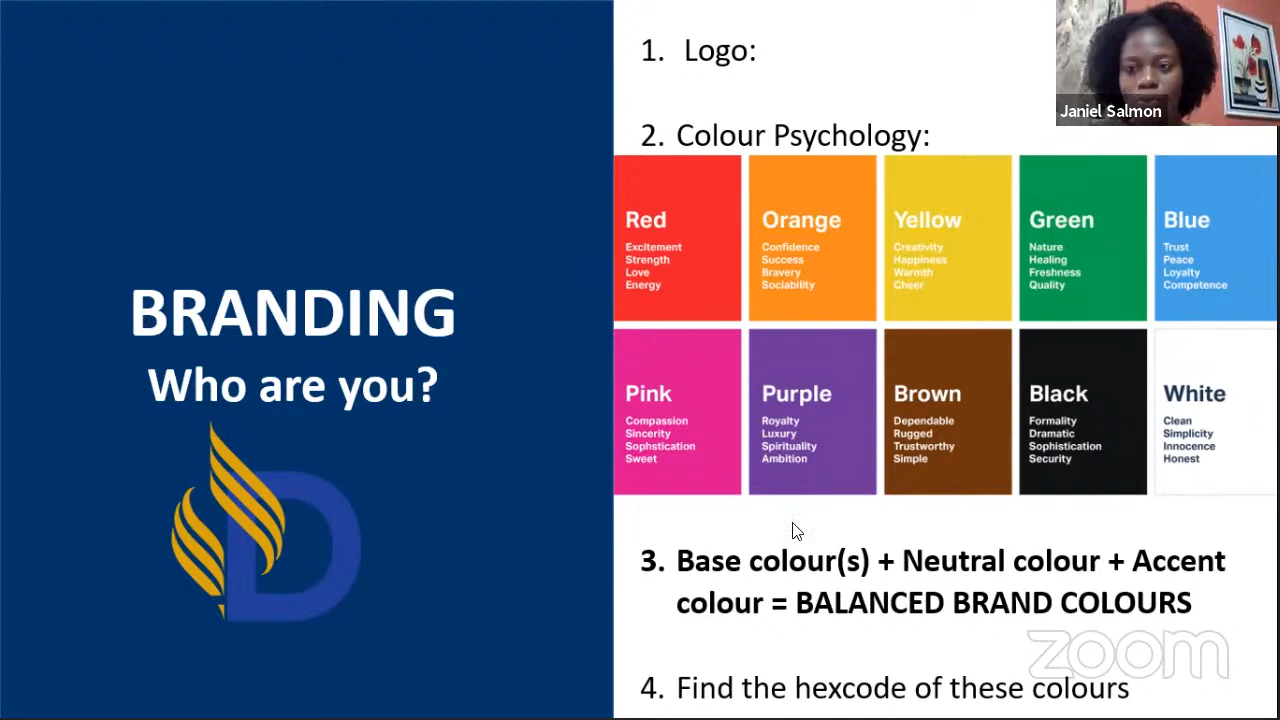 BRANDING
Who are you?
D
1. Logo:
Janiel Salmon
2. Colour Psychology:
Red
Excitement
Strength
Love
Energy
Orange
Confidence
Success
Bravery
Sociability
Yellow
Creativity
Happiness
Warmth
Cheer
Green
Nature
Healing
Freshness
Quality
Blue
Trust
Peace
Loyalty
Competence
Pink
Compassion
Sincerity
Sophstication
Sweet
Purple
Royalty
Luxury
Spirituality
Ambition
Brown
Dependable
Rugged
Trustworthy
Simple
Black
Formality
Dramatic
Sophistication
Security
White
Clean
Simplicity
Innocence
Honest
3. Base colour(s) + Neutral colour + Accent
colour = BALANCED BRAND COLOURS
zoom
4. Find the hexcode of these colours